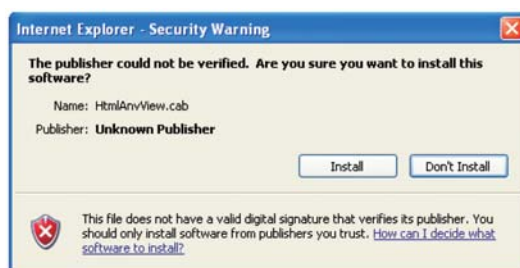 Internet Explorer - Security Warning
The publisher could not be verified. Are you sure you want to install this
software?
Name: HtmlAnvView.cab
Publisher: Unknown Publisher
Install Don't Install
This file does not have a valid digital signature that verifies its publisher. You
should only install software from publishers you trust. How can I decide what
software to install?